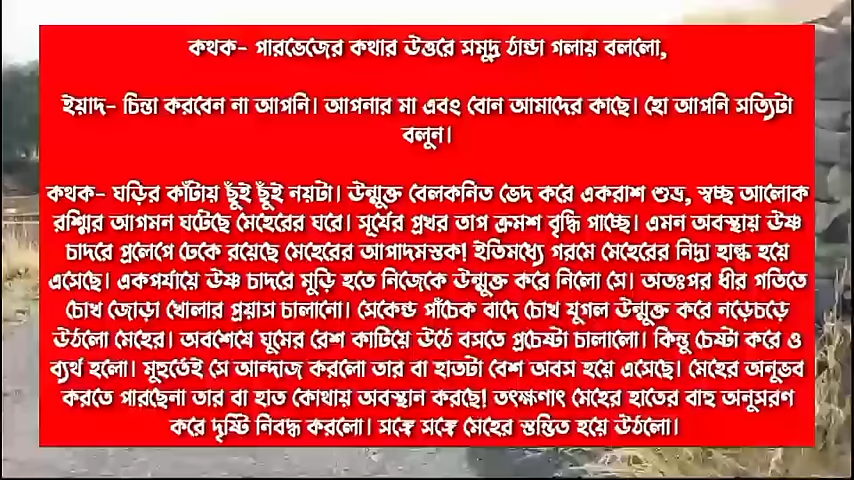 কথক- পারভেজের কথার উত্তরে সমুদ্র ঠান্ডা গলায় বললো,
ইয়াদ- চিন্তা করবেন না আপনি। আপনার মা এবং বোন আমাদের কাছে। হো আপনি সত্যিটা
বলুন।
কথক- ঘড়ির কাঁটায় ছুঁই ছুঁই নয়টা। উন্মুক্ত বেলকনিত ভেদ করে একরাশ শুভ্র, স্বচ্ছ আলোক
রশ্মির আগমন ঘটেছে মেহেরের ঘরে। সূর্যের প্রখর তাপ ক্রমশ বৃদ্ধি পাচ্ছে। এমন অবস্থায় উষ্ণ
চাদরে প্রলেপে ঢেকে রয়েছে মেহেরের আপাদমস্তক! ইতিমধ্যে গরমে মেহেরের নিদ্রা হাল্ক হয়ে
এসেছে। একপর্যায়ে উষ্ণ চাদরে মুড়ি হতে নিজেকে উন্মুক্ত করে নিলো সে। অতঃপর ধীর গতিতে
চোখ জোড়া খোলার প্রয়াস চালানো। সেকেন্ড পাঁচেক বাদে চোখ যুগল উন্মুক্ত করে নড়েচড়ে
উঠলো মেহের। অবশেষে ঘুমের রেশ কাটিয়ে উঠে বসতে প্রচেষ্টা চালালো। কিন্তু চেষ্টা করে ও
ব্যর্থ হলো। মুহুর্তেই সে আন্দাজ করলো তার বা হাতটা বেশ অবস হয়ে এসেছে। মেহের অনুভব
করতে পারছেনা তার বা হাত কোথায় অবস্থান করছে! তৎক্ষণাৎ মেহের হাতের বাহু অনুসরণ
করে দৃষ্টি নিবদ্ধ করলো। সঙ্গে সঙ্গে মেহের স্তম্ভিত হয়ে উঠলো।